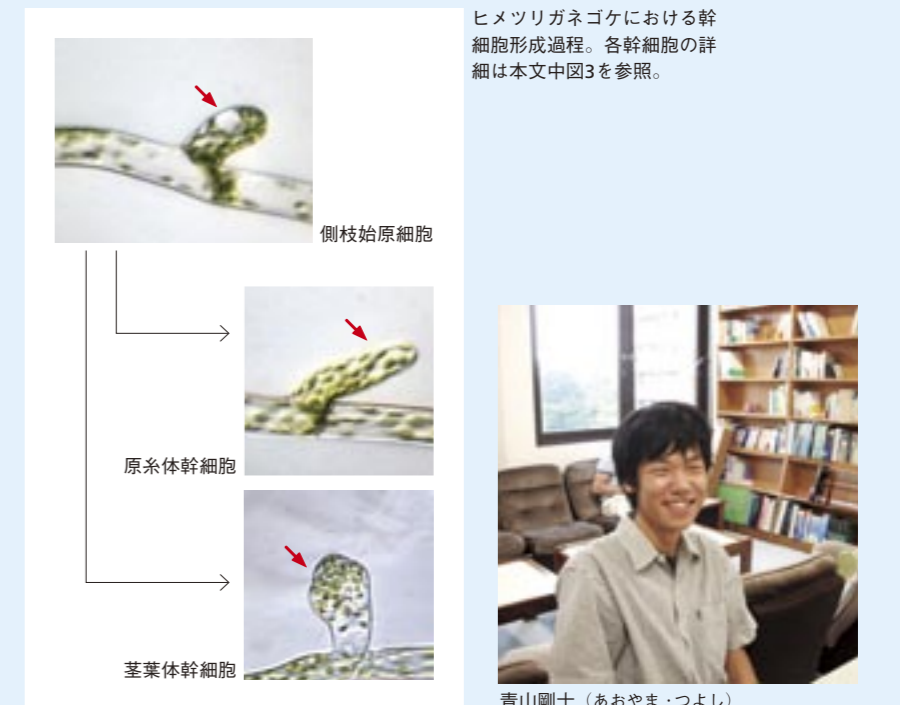 ヒメツリガネゴケにおける幹
細胞形成過程。各幹細胞の詳
細は本文中図3を参照。
側枝始原細胞
原糸体幹細胞
茎葉体幹細胞
青山剛士（あおやま・つよし）